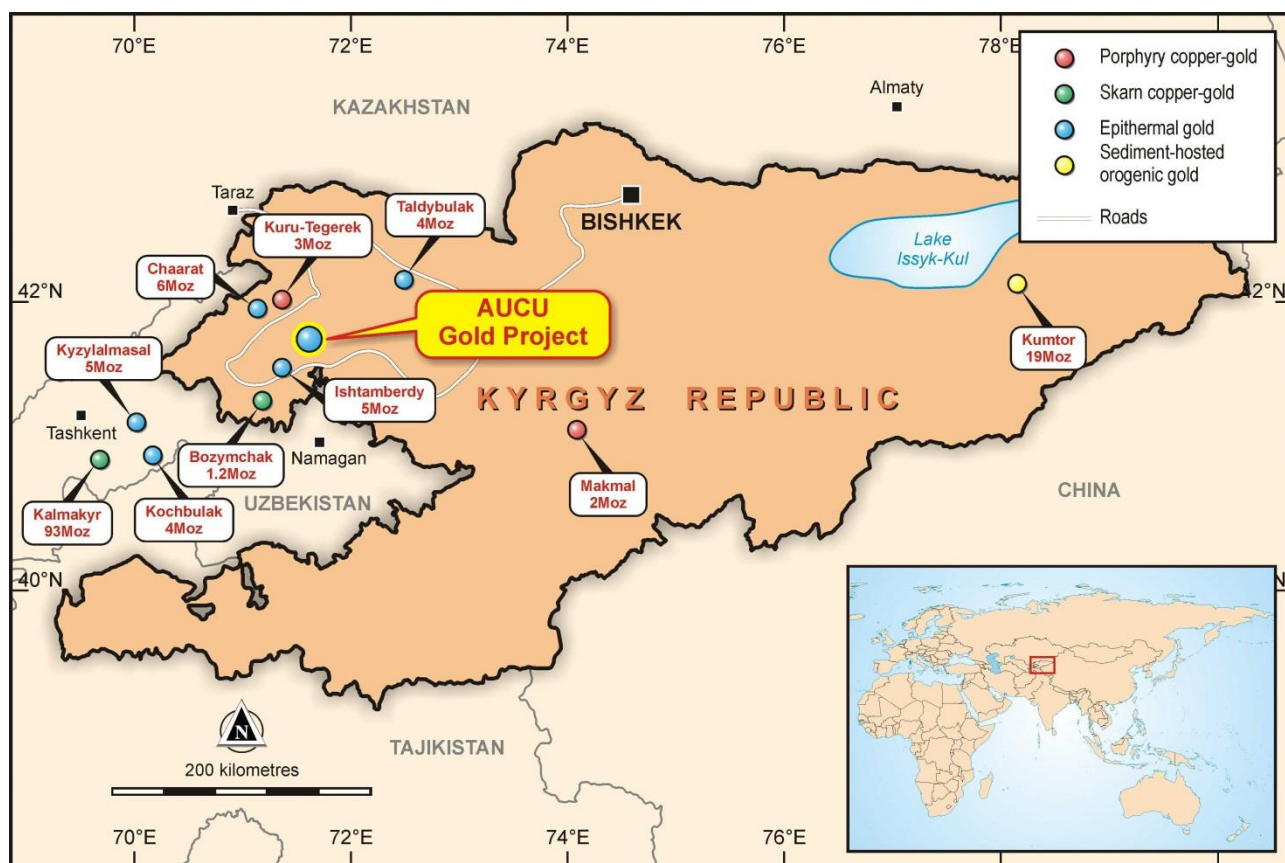 70°E
72°E
74°E
76°E
78°E
Porphyry copper-gold
Skarn copper-gold
Epithermal gold
Sediment-hosted
orogenic gold
Roads
KAZAKHSTAN
Almaty
Taraz
Kuru-Tegerek
3Moz
Taldybulak
4Moz
BISHKEK
Lake
Issyk-Kul
Chaarat
6Moz
42°N
42°N
AUCU
Gold Project
Kumtor
19Moz
Kyzylalmasal
5Moz
Ishtamberdy
5Moz
KYRGYZ REPUBLIC
Tashkent
Bozymchak
1.2Moz
Namagan
Kalmakyr
93Moz
Kochbulak
4Moz
UZBEKISTAN
Makmal
2Moz
CHINA
40°N
40°N
N
TAJIKISTAN
200 kilometres
70°E
72°E
74°E
76°E